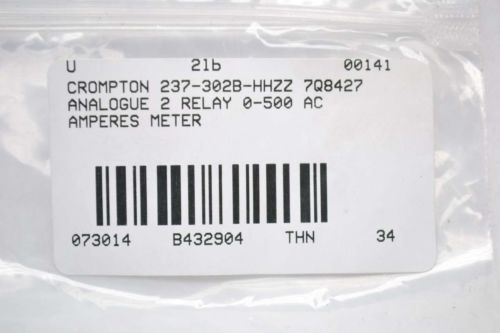 U 21b 00141
CROMPTON 237-302B-HHZZ 7Q8427
ANALOGUE 2 RELAY 0-500 AC
AMPERES METER
073014 B432904 THN 34